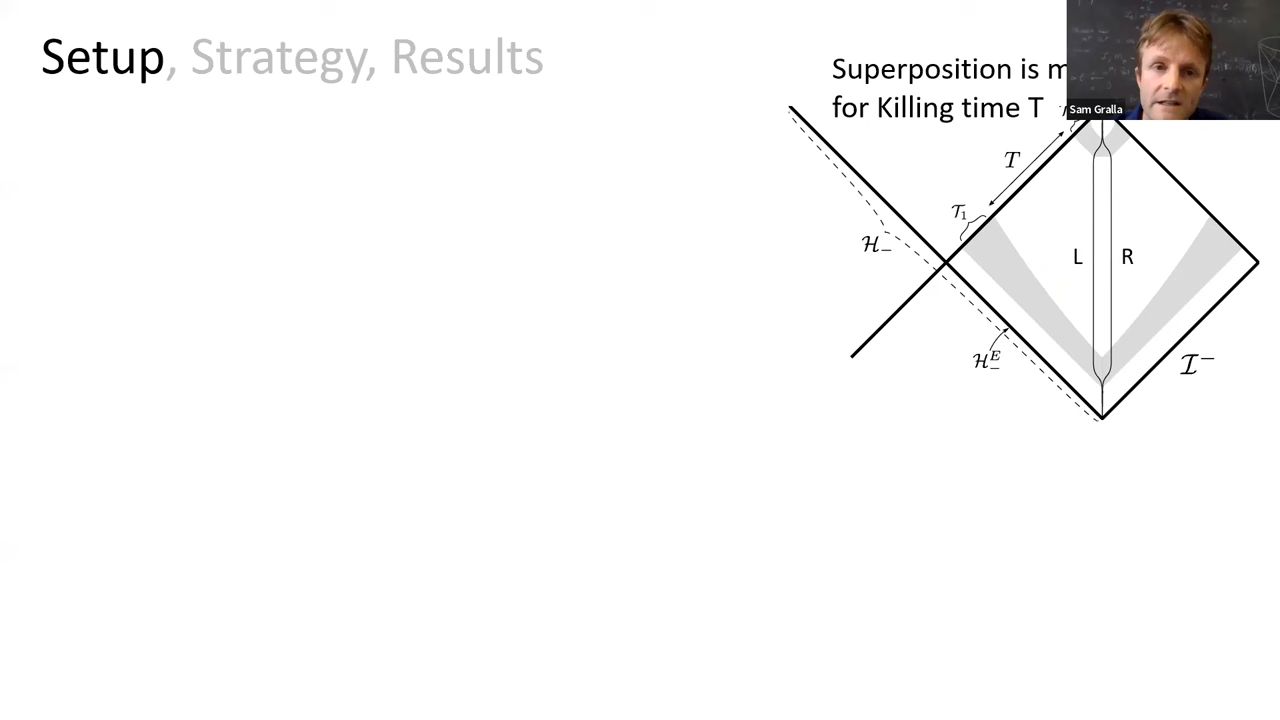 Setup, Strategy, Results
Superposition is
for Killing time T
Sam Gralla
T
𝒯₁
ℋ₋
L
R
ℋ₋ᴱ
ℐ⁻